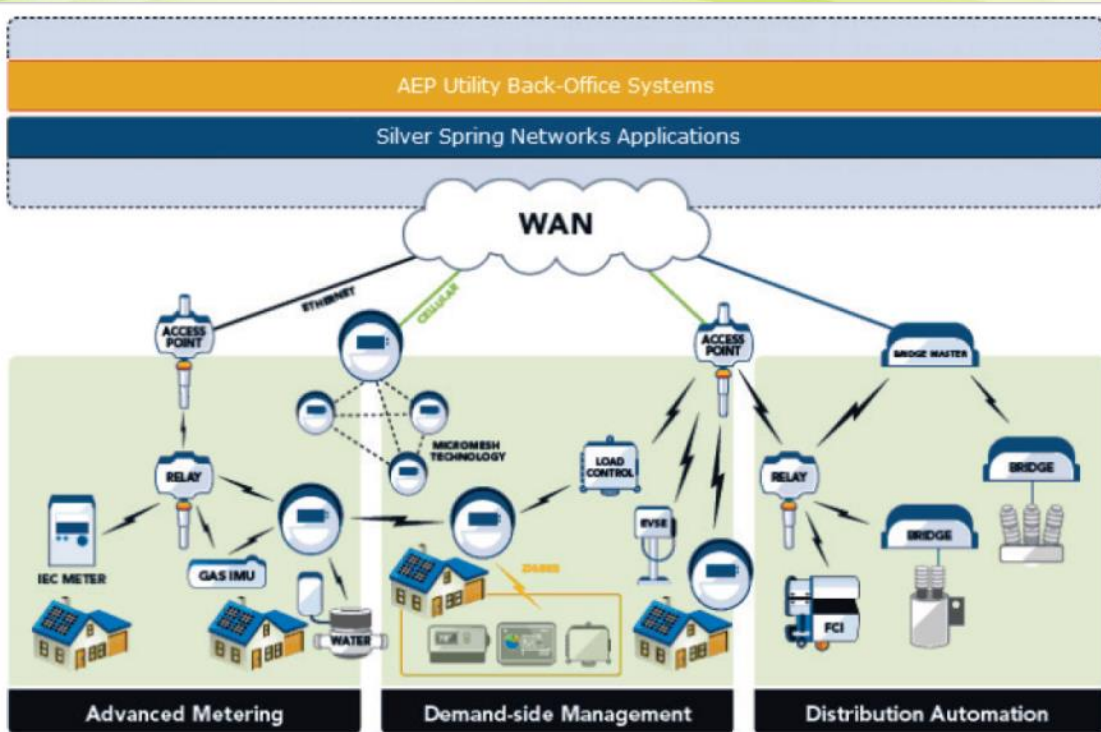 AEP Utility Back-Office Systems
Silver Spring Networks Applications
WAN
ETHERNET
CELLULAR
ACCESS
POINT
ACCESS
POINT
BRIDGE MASTER
MICROMESH
TECHNOLOGY
RELAY
LOAD
CONTROL
RELAY
BRIDGE
IEC METER
GAS IMU
EVSE
BRIDGE
ZIGBEE
WATER
FCI
Advanced Metering
Demand-side Management
Distribution Automation